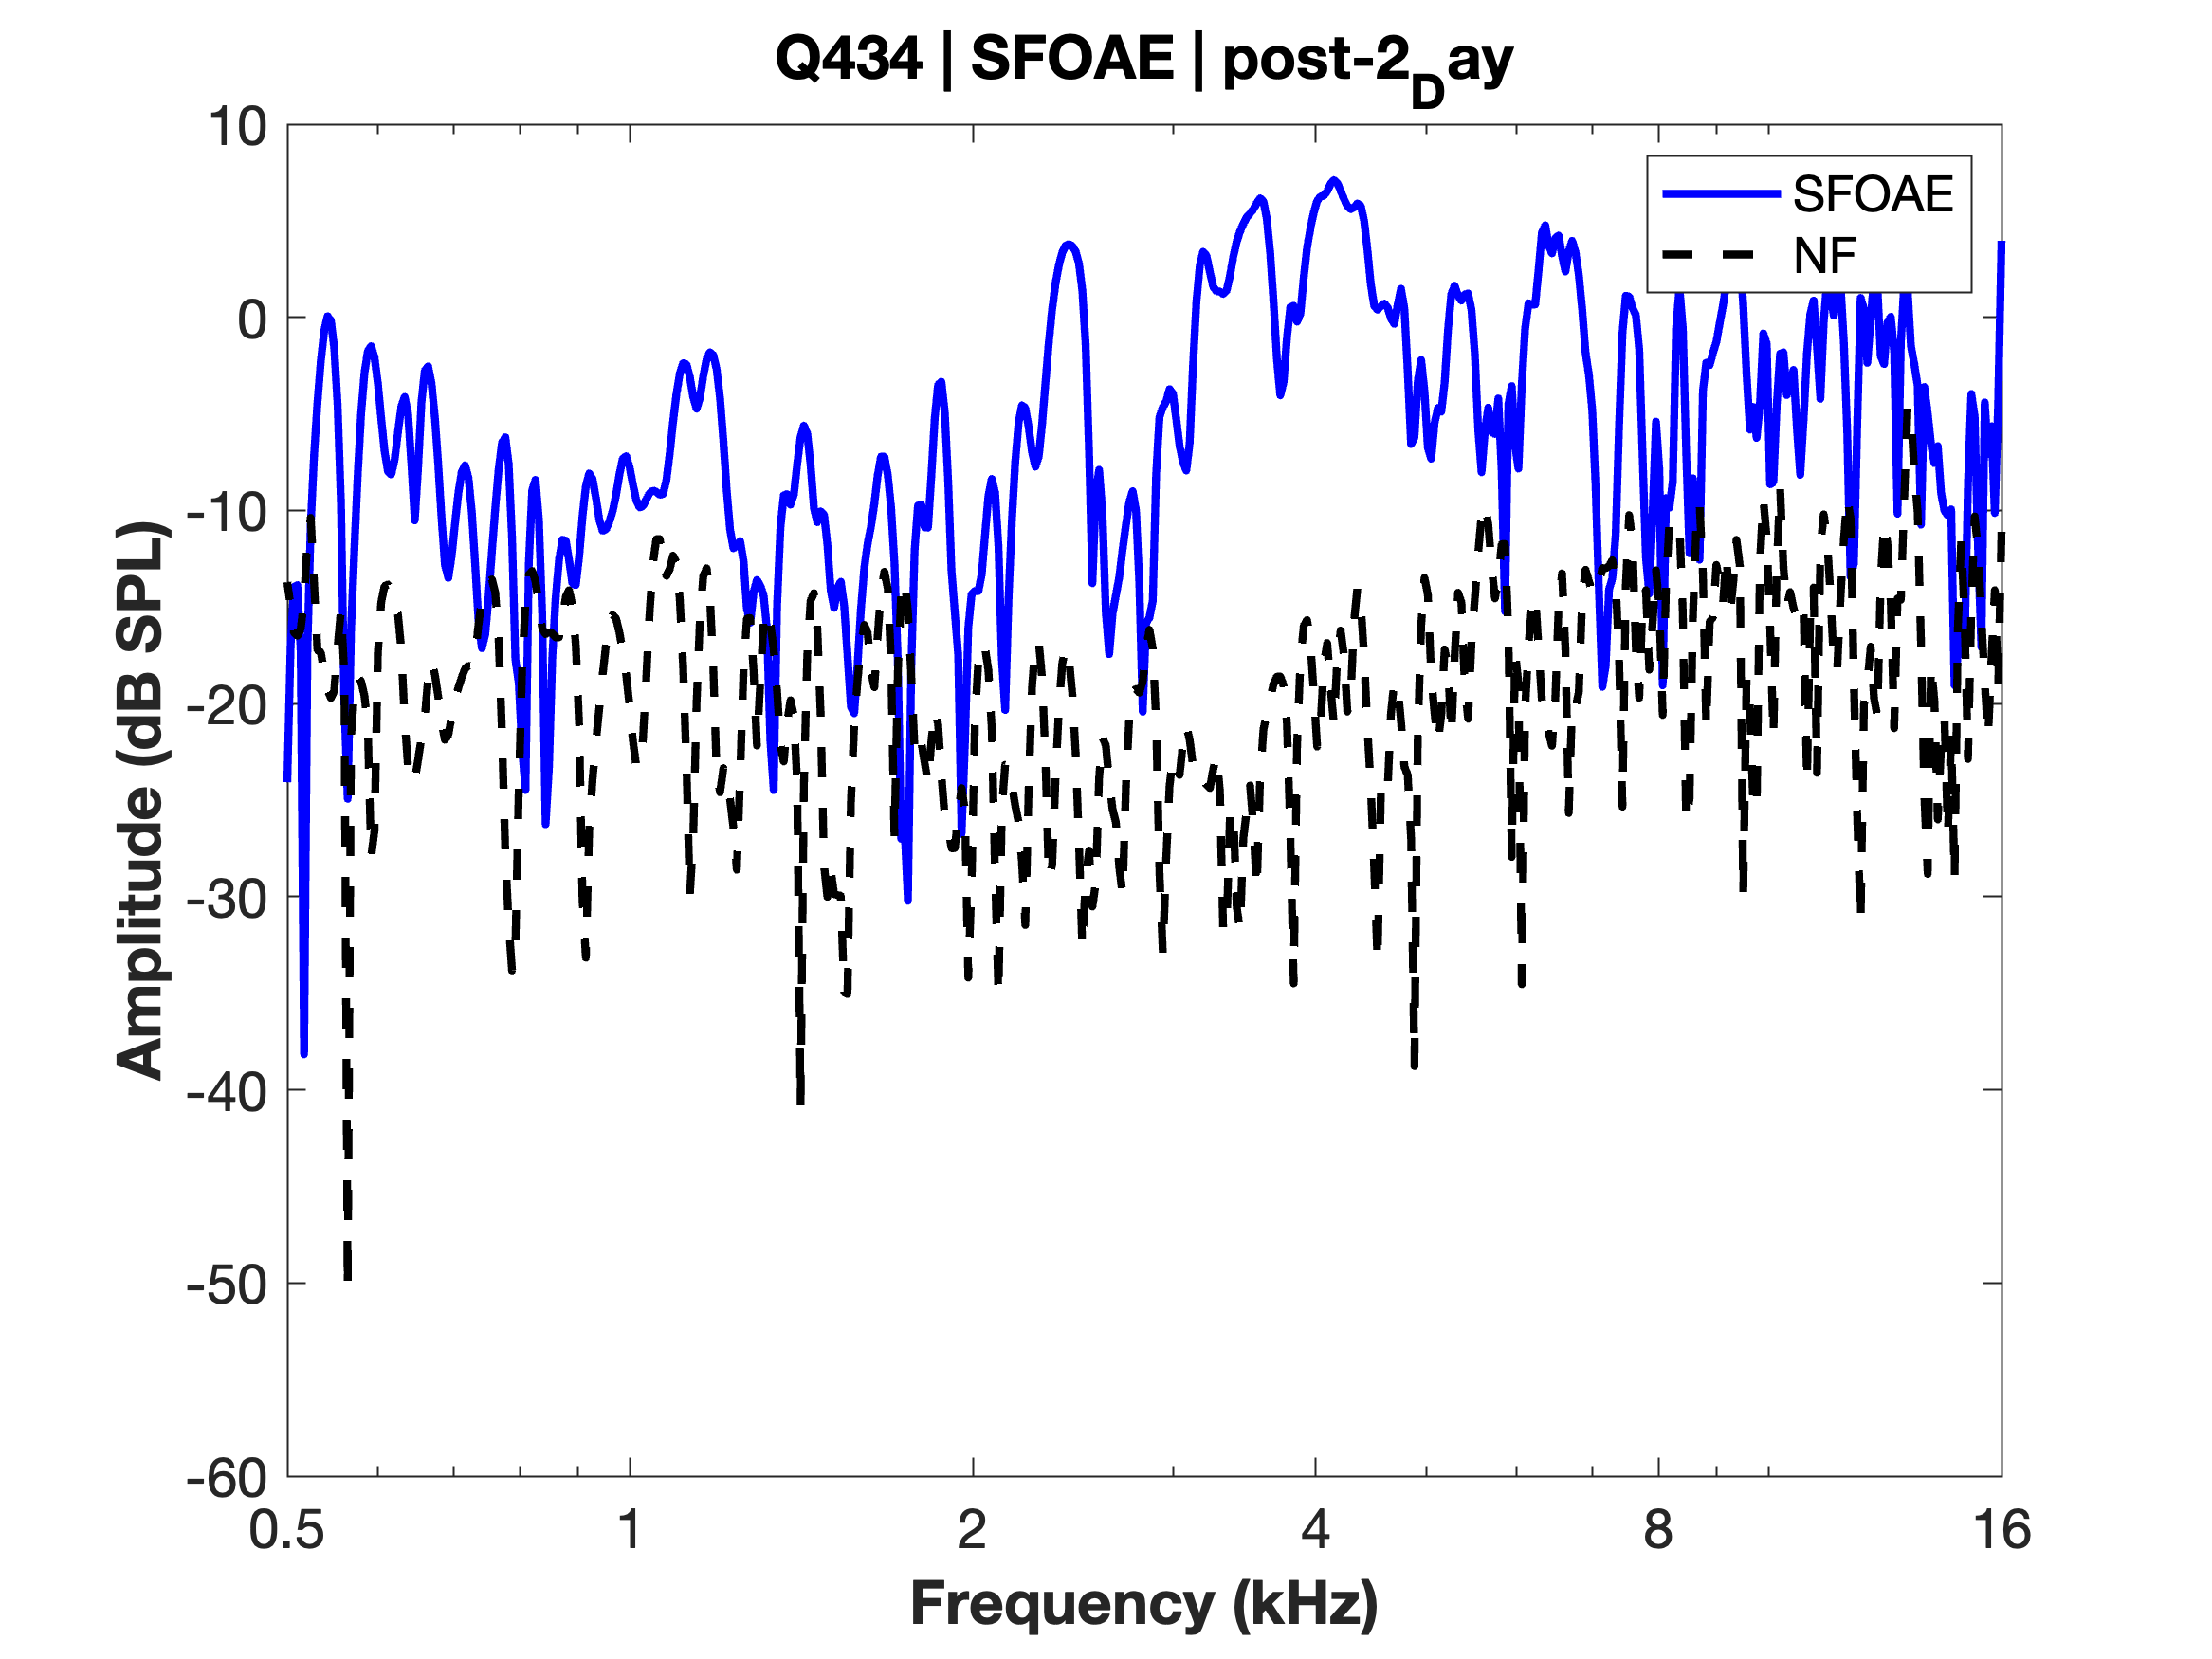 Q434 | SFOAE | post-2Day
10
0
-10
-20
-30
-40
-50
-60
Amplitude (dB SPL)
SFOAE
NF
0.5 1 2 4 8 16
Frequency (kHz)